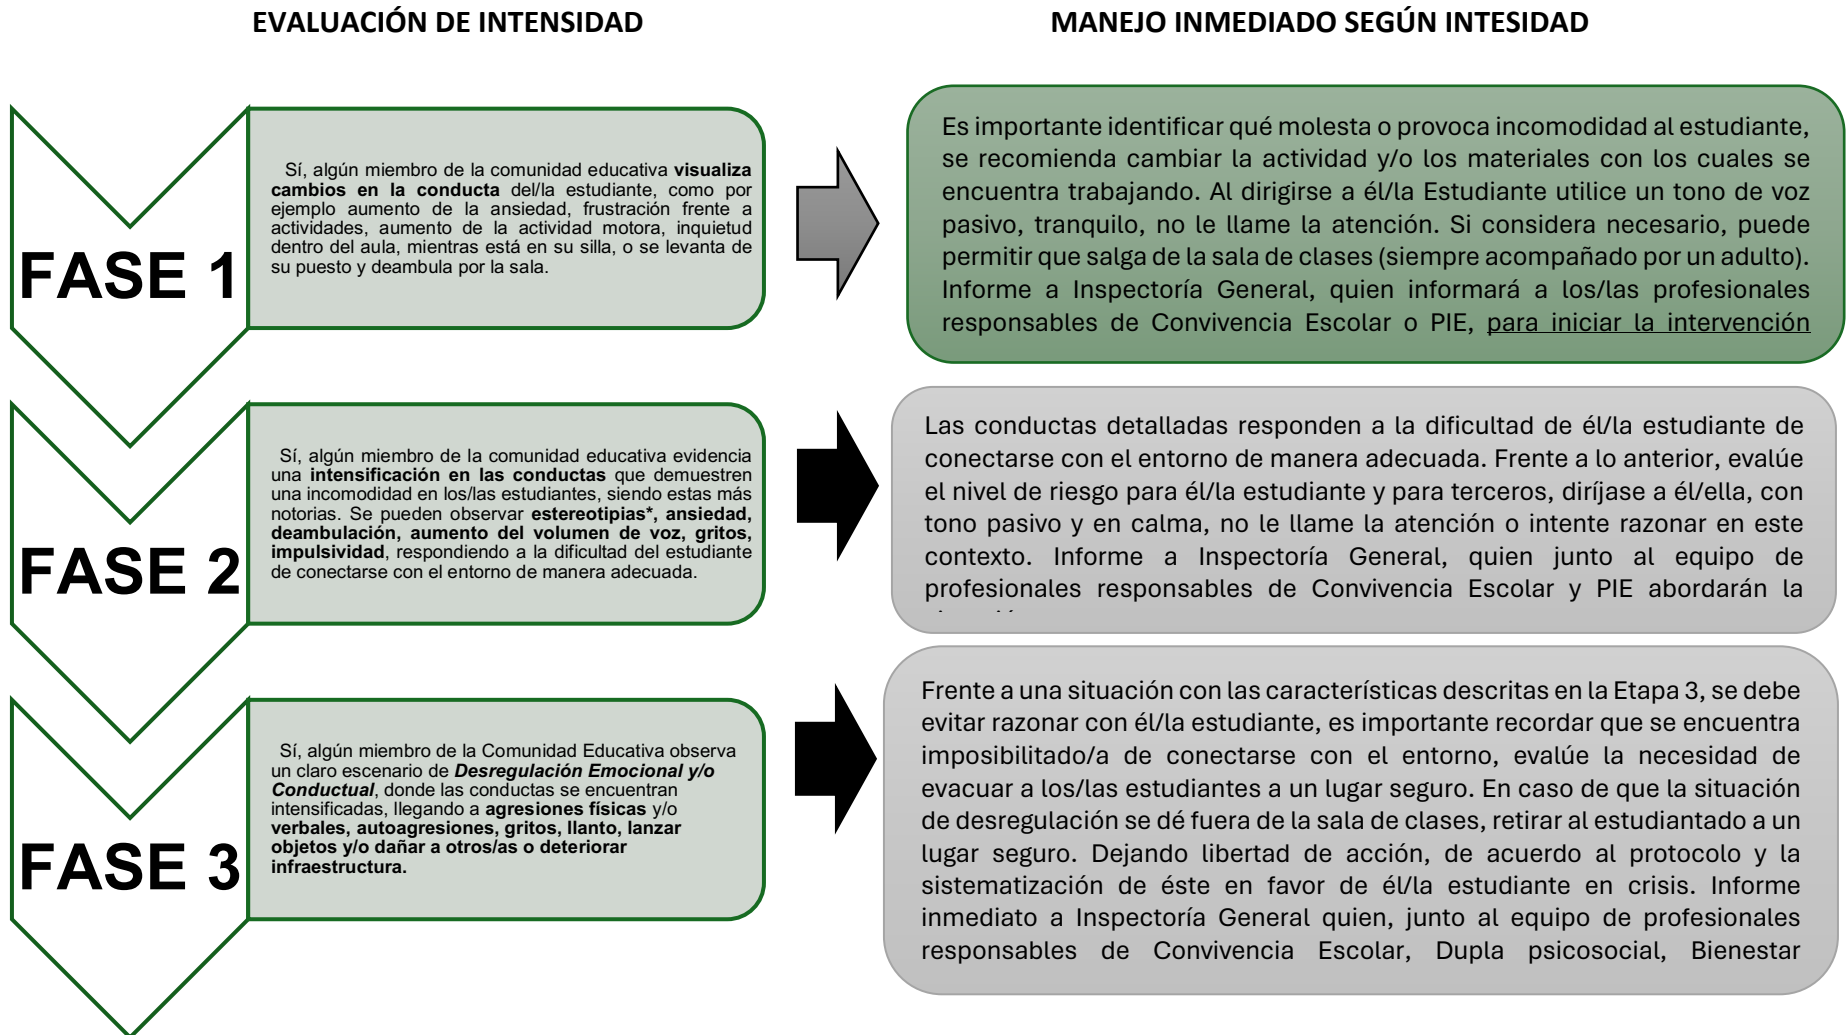 EVALUACIÓN DE INTENSIDAD
MANEJO INMEDIADO SEGÚN INTESIDAD
FASE 1
Sí, algún miembro de la comunidad educativa visualiza
cambios en la conducta del/la estudiante, como por
ejemplo aumento de la ansiedad, frustración frente a
actividades, aumento de la actividad motora, inquietud
dentro del aula, mientras está en su silla, o se levanta de
su puesto y deambula por la sala.
Es importante identificar qué molesta o provoca incomodidad al estudiante,
se recomienda cambiar la actividad y/o los materiales con los cuales se
encuentra trabajando. Al dirigirse a él/la Estudiante utilice un tono de voz
pasivo, tranquilo, no le llame la atención. Si considera necesario, puede
permitir que salga de la sala de clases (siempre acompañado por un adulto).
Informe a Inspectoría General, quien informará a los/las profesionales
responsables de Convivencia Escolar o PIE, para iniciar la intervención
FASE 2
Sí, algún miembro de la comunidad educativa evidencia
una intensificación en las conductas que demuestren
una incomodidad en los/las estudiantes, siendo estas más
notorias. Se pueden observar estereotipias*, ansiedad,
deambulación, aumento del volumen de voz, gritos,
impulsividad, respondiendo a la dificultad del estudiante
de conectarse con el entorno de manera adecuada.
Las conductas detalladas responden a la dificultad de él/la estudiante de
conectarse con el entorno de manera adecuada. Frente a lo anterior, evalúe
el nivel de riesgo para él/la estudiante y para terceros, diríjase a él/ella, con
tono pasivo y en calma, no le llame la atención o intente razonar en este
contexto. Informe a Inspectoría General, quien junto al equipo de
profesionales responsables de Convivencia Escolar y PIE abordarán la
FASE 3
Sí, algún miembro de la Comunidad Educativa observa
un claro escenario de Desregulación Emocional y/o
Conductual, donde las conductas se encuentran
intensificadas, llegando a agresiones físicas y/o
verbales, autoagresiones, gritos, llanto, lanzar
objetos y/o dañar a otros/as o deteriorar
infraestructura.
Frente a una situación con las características descritas en la Etapa 3, se debe
evitar razonar con él/la estudiante, es importante recordar que se encuentra
imposibilitado/a de conectarse con el entorno, evalúe la necesidad de
evacuar a los/las estudiantes a un lugar seguro. En caso de que la situación
de desregulación se dé fuera de la sala de clases, retirar al estudiantado a un
lugar seguro. Dejando libertad de acción, de acuerdo al protocolo y la
sistematización de éste en favor de él/la estudiante en crisis. Informe
inmediato a Inspectoría General quien, junto al equipo de profesionales
responsables de Convivencia Escolar, Dupla psicosocial, Bienestar